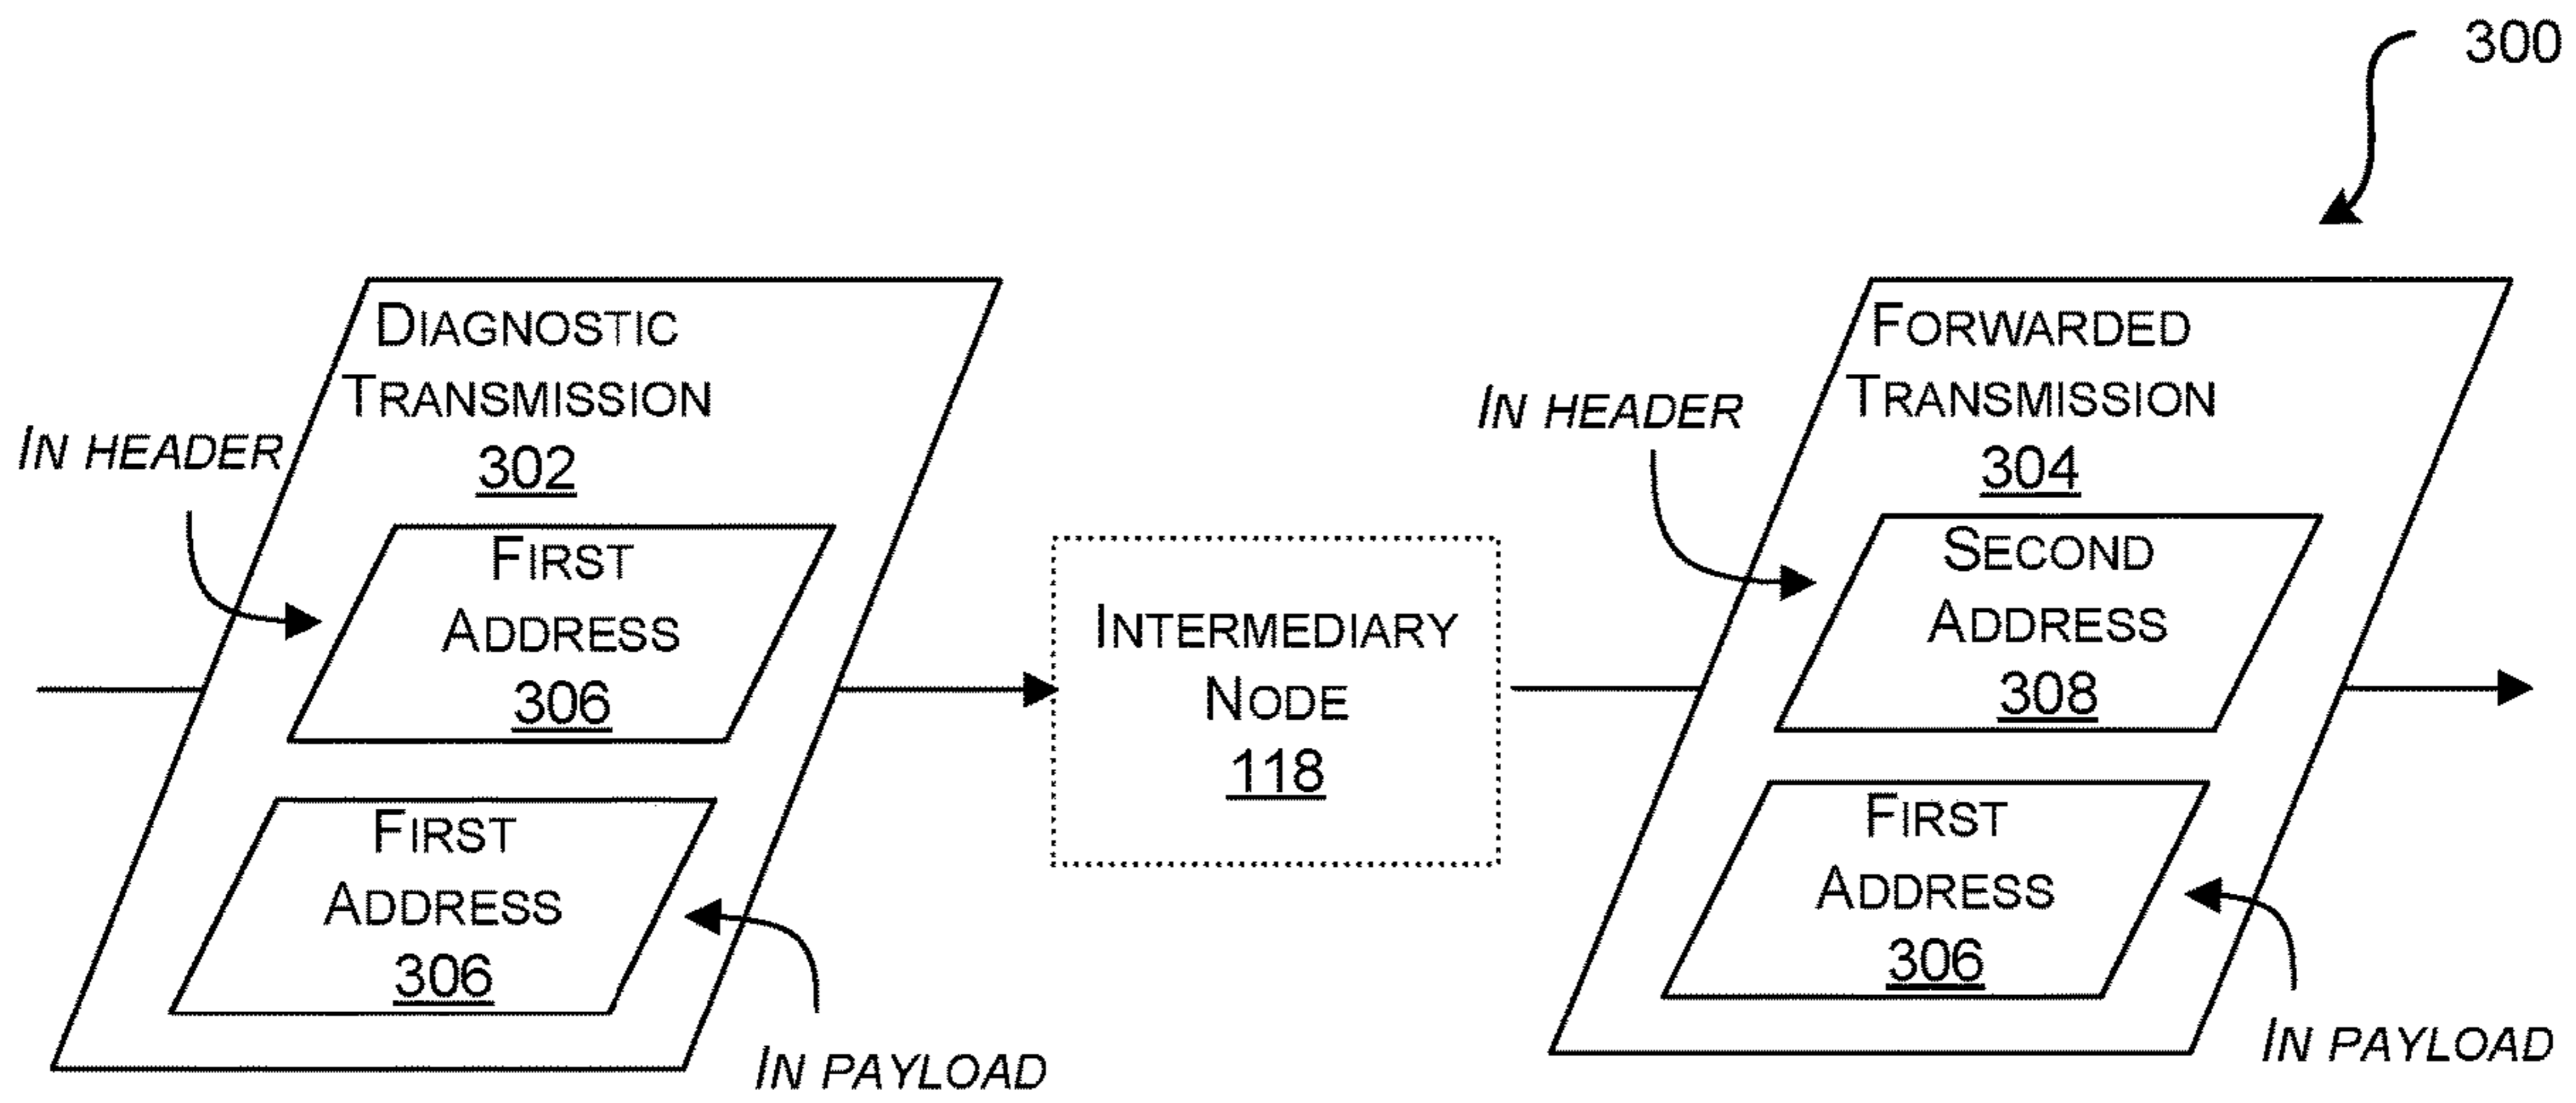 300
DIAGNOSTIC
TRANSMISSION
302
IN HEADER
FIRST
ADDRESS
306
FIRST
ADDRESS
306
IN PAYLOAD
INTERMEDIARY
NODE
118
FORWARDED
TRANSMISSION
304
IN HEADER
SECOND
ADDRESS
308
FIRST
ADDRESS
306
IN PAYLOAD